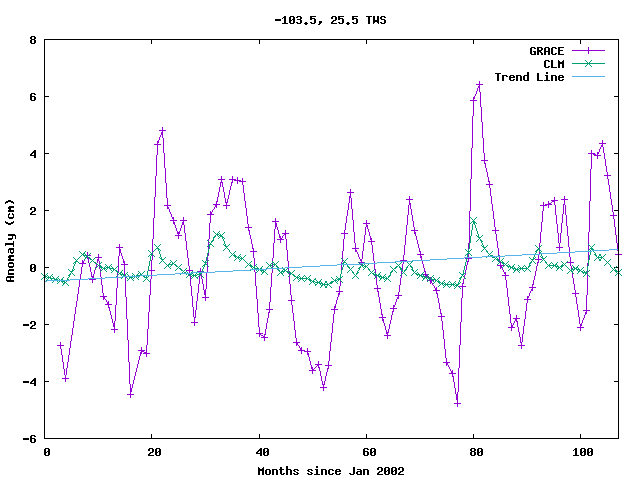 -103.5, 25.5 TWS
GRACE
CLM
Trend Line
8
6
4
2
0
-2
-4
-6
Anomaly (cm)
0 20 40 60 80 100
Months since Jan 2002